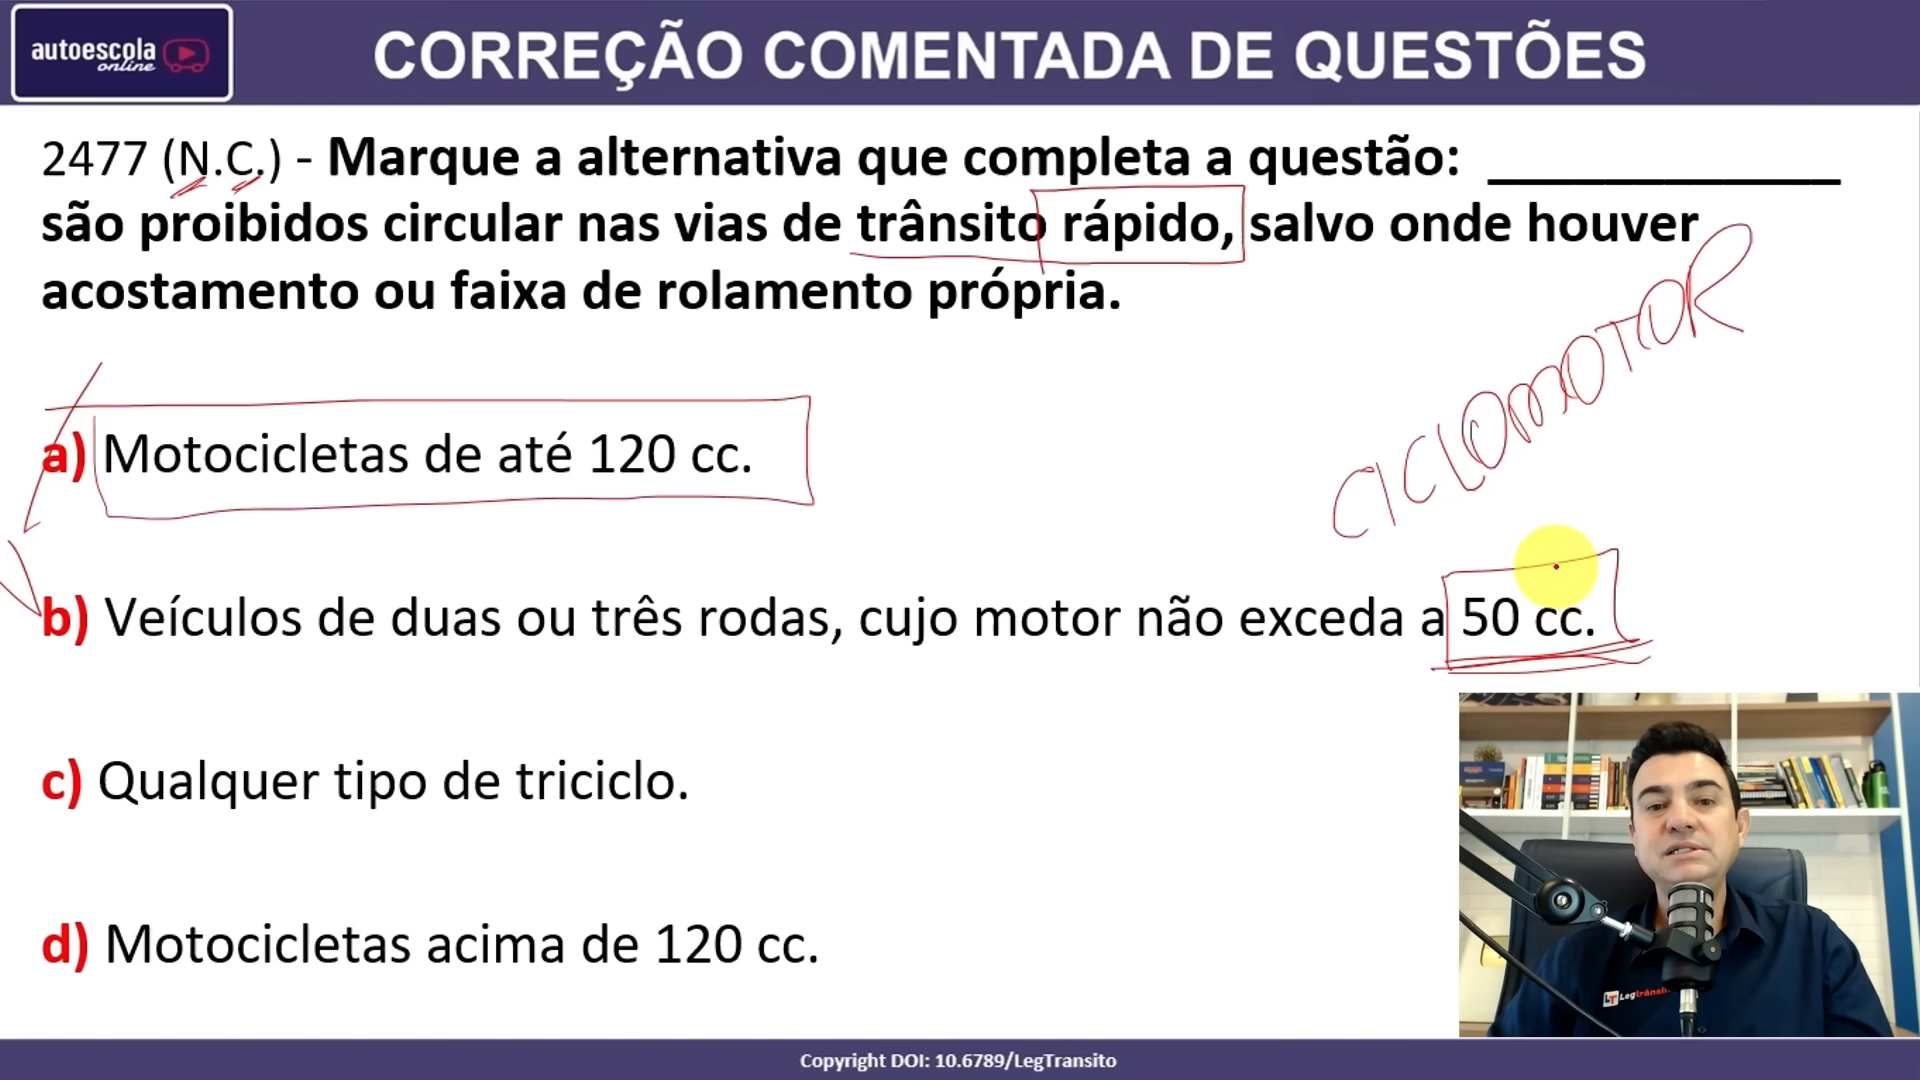 autoescola
online
CORREÇÃO COMENTADA DE QUESTÕES
2477 (N.C.) - Marque a alternativa que completa a questão: ____________
são proibidos circular nas vias de trânsito rápido, salvo onde houver
acostamento ou faixa de rolamento própria.
CICLOMOTOR
a) Motocicletas de até 120 cc.
b) Veículos de duas ou três rodas, cujo motor não exceda a 50 cc.
c) Qualquer tipo de triciclo.
d) Motocicletas acima de 120 cc.
LT Legtrânsito
Copyright DOI: 10.6789/LegTransito